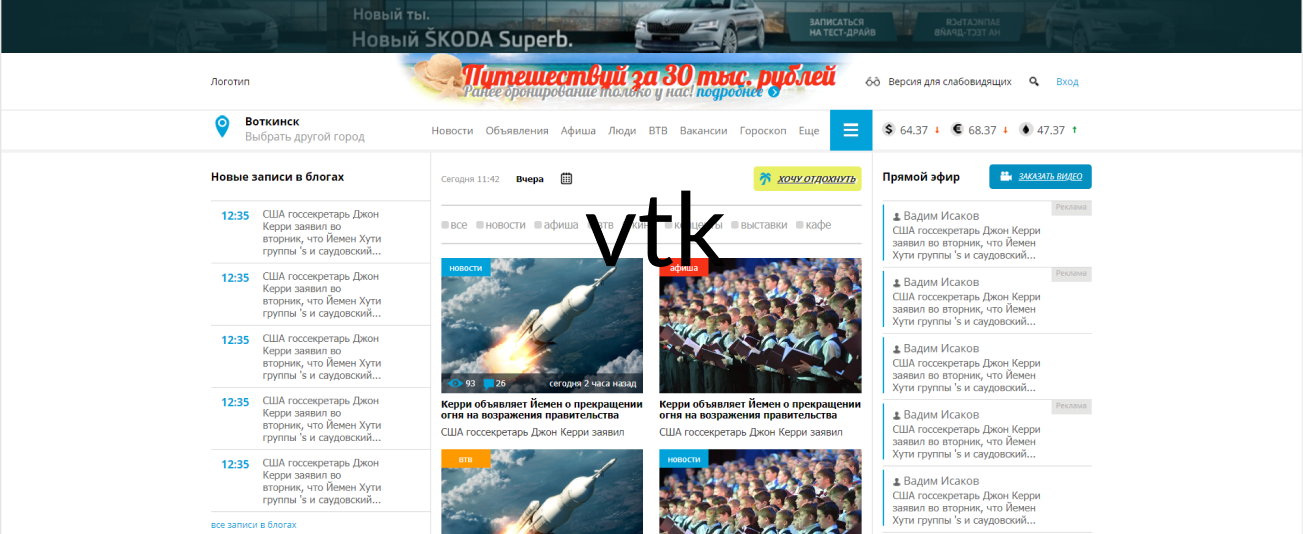 Новый ты.
Новый ŠKODA Superb.
ЗАПИСАТЬСЯ
НА ТЕСТ-ДРАЙВ
ЗАПИСАТЬСЯ
НА ТЕСТ-ДРАЙВ
Логотип
Путешествуй за 30 тыс. рублей
Ранее бронирование только у нас! подробнее
Версия для слабовидящих
Вход
Воткинск
Выбрать другой город
Новости Объявления Афиша Люди ВТВ Вакансии Гороскоп Еще
$ 64.37 ↓ € 68.37 ↓ 47.37 ↑
Новые записи в блогах
12:35
США госсекретарь Джон
Керри заявил во
вторник, что Йемен Хути
группы 's и саудовский...
12:35
США госсекретарь Джон
Керри заявил во
вторник, что Йемен Хути
группы 's и саудовский...
12:35
США госсекретарь Джон
Керри заявил во
вторник, что Йемен Хути
группы 's и саудовский...
12:35
США госсекретарь Джон
Керри заявил во
вторник, что Йемен Хути
группы 's и саудовский...
12:35
США госсекретарь Джон
Керри заявил во
вторник, что Йемен Хути
группы 's и саудовский...
все записи в блогах
Сегодня 11:42 Вчера
ХОЧУ ОТДОХНУТЬ
vtk
все новости афиша втв кино концерты выставки кафе
новости
93 26 сегодня 2 часа назад
Керри объявляет Йемен о прекращении
огня на возражения правительства
США госсекретарь Джон Керри заявил
афиша
Керри объявляет Йемен о прекращении
огня на возражения правительства
США госсекретарь Джон Керри заявил
втв
новости
Прямой эфир
ЗАКАЗАТЬ ВИДЕО
Реклама
Вадим Исаков
США госсекретарь Джон Керри
заявил во вторник, что Йемен
Хути группы 's и саудовский...
Реклама
Вадим Исаков
США госсекретарь Джон Керри
заявил во вторник, что Йемен
Хути группы 's и саудовский...
Вадим Исаков
США госсекретарь Джон Керри
заявил во вторник, что Йемен
Хути группы 's и саудовский...
Реклама
Вадим Исаков
США госсекретарь Джон Керри
заявил во вторник, что Йемен
Хути группы 's и саудовский...
Вадим Исаков
США госсекретарь Джон Керри
заявил во вторник, что Йемен
Хути группы 's и саудовский...